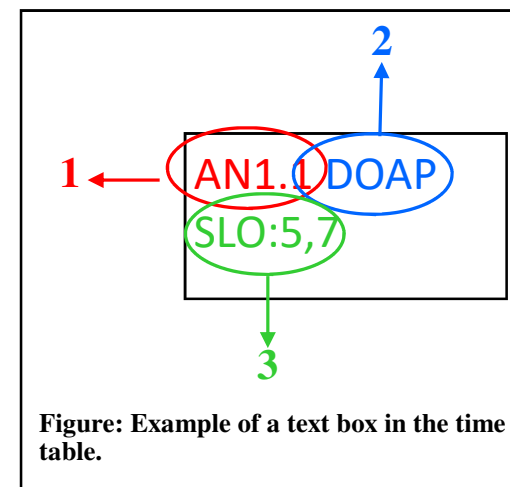 2
1
AN1.1 DOAP
SLO:5,7
3
Figure: Example of a text box in the time
table.